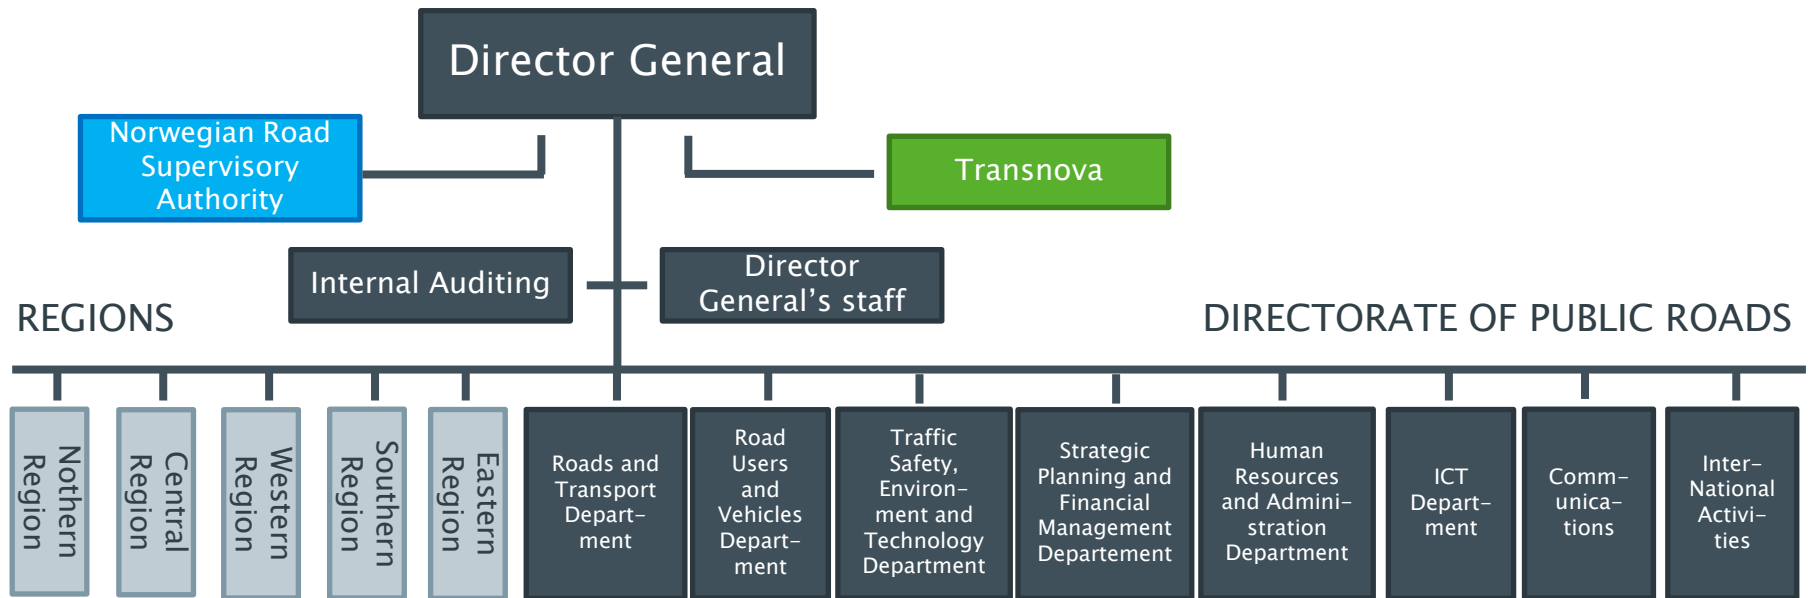 Director General
Norwegian Road
Supervisory
Authority
Transnova
Internal Auditing
Director
General’s staff
REGIONS
DIRECTORATE OF PUBLIC ROADS
Nothern
Region
Central
Region
Western
Region
Southern
Region
Eastern
Region
Roads and
Transport
Depart-
ment
Road
Users
and
Vehicles
Depart-
ment
Traffic
Safety,
Environ-
ment and
Technology
Department
Strategic
Planning and
Financial
Management
Departement
Human
Resources
and Admini-
stration
Department
ICT
Depart-
ment
Comm-
unica-
tions
Inter-
National
Activi-
ties